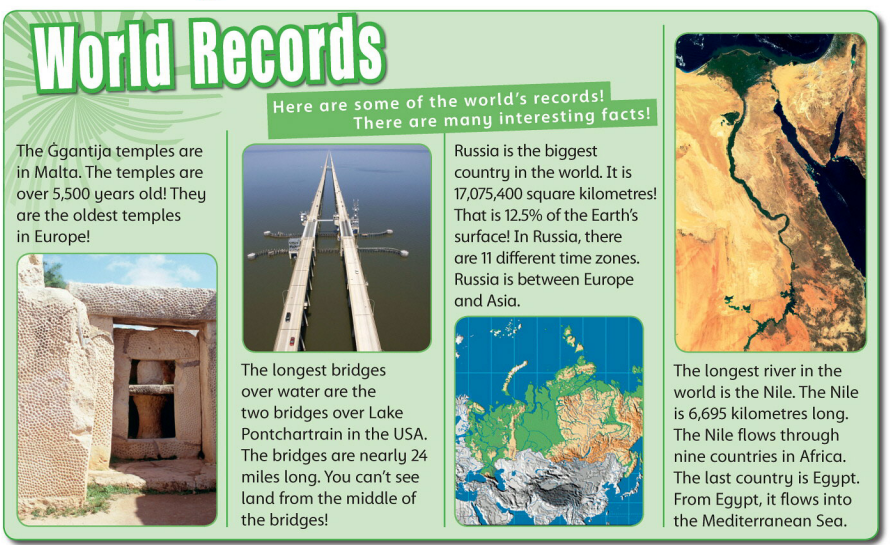 World Records
Here are some of the world's records!
There are many interesting facts!
The Ġgantija temples are
in Malta. The temples are
over 5,500 years old! They
are the oldest temples
in Europe!
The longest bridges
over water are the
two bridges over Lake
Pontchartrain in the USA.
The bridges are nearly 24
miles long. You can't see
land from the middle of
the bridges!
Russia is the biggest
country in the world. It is
17,075,400 square kilometres!
That is 12.5% of the Earth's
surface! In Russia, there
are 11 different time zones.
Russia is between Europe
and Asia.
The longest river in the
world is the Nile. The Nile
is 6,695 kilometres long.
The Nile flows through
nine countries in Africa.
The last country is Egypt.
From Egypt, it flows into
the Mediterranean Sea.